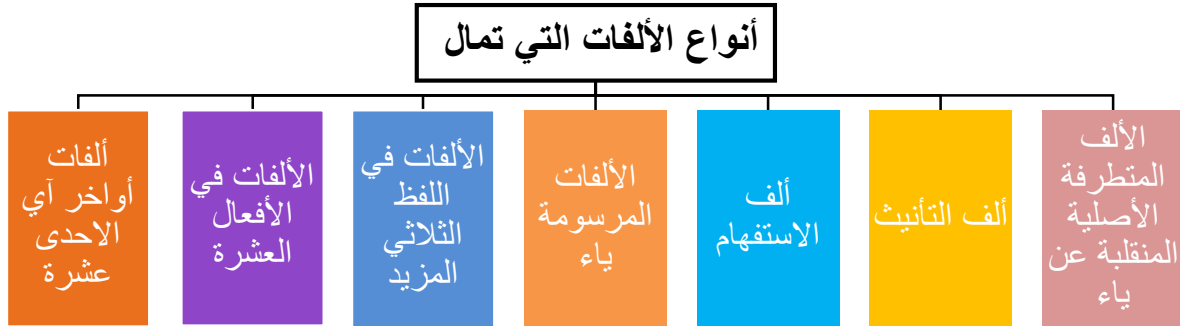 أنواع الألفات التي تمال
الألف
المتطرفة
الأصلية
المنقلبة عن
ياء
ألف التأنيث
ألف
الاستفهام
الألفات
المرسومة
ياء
الألفات في
اللفظ
الثلاثي
المزيد
الألفات في
الأفعال
العشرة
ألفات
أواخر آي
الاحدى
عشرة